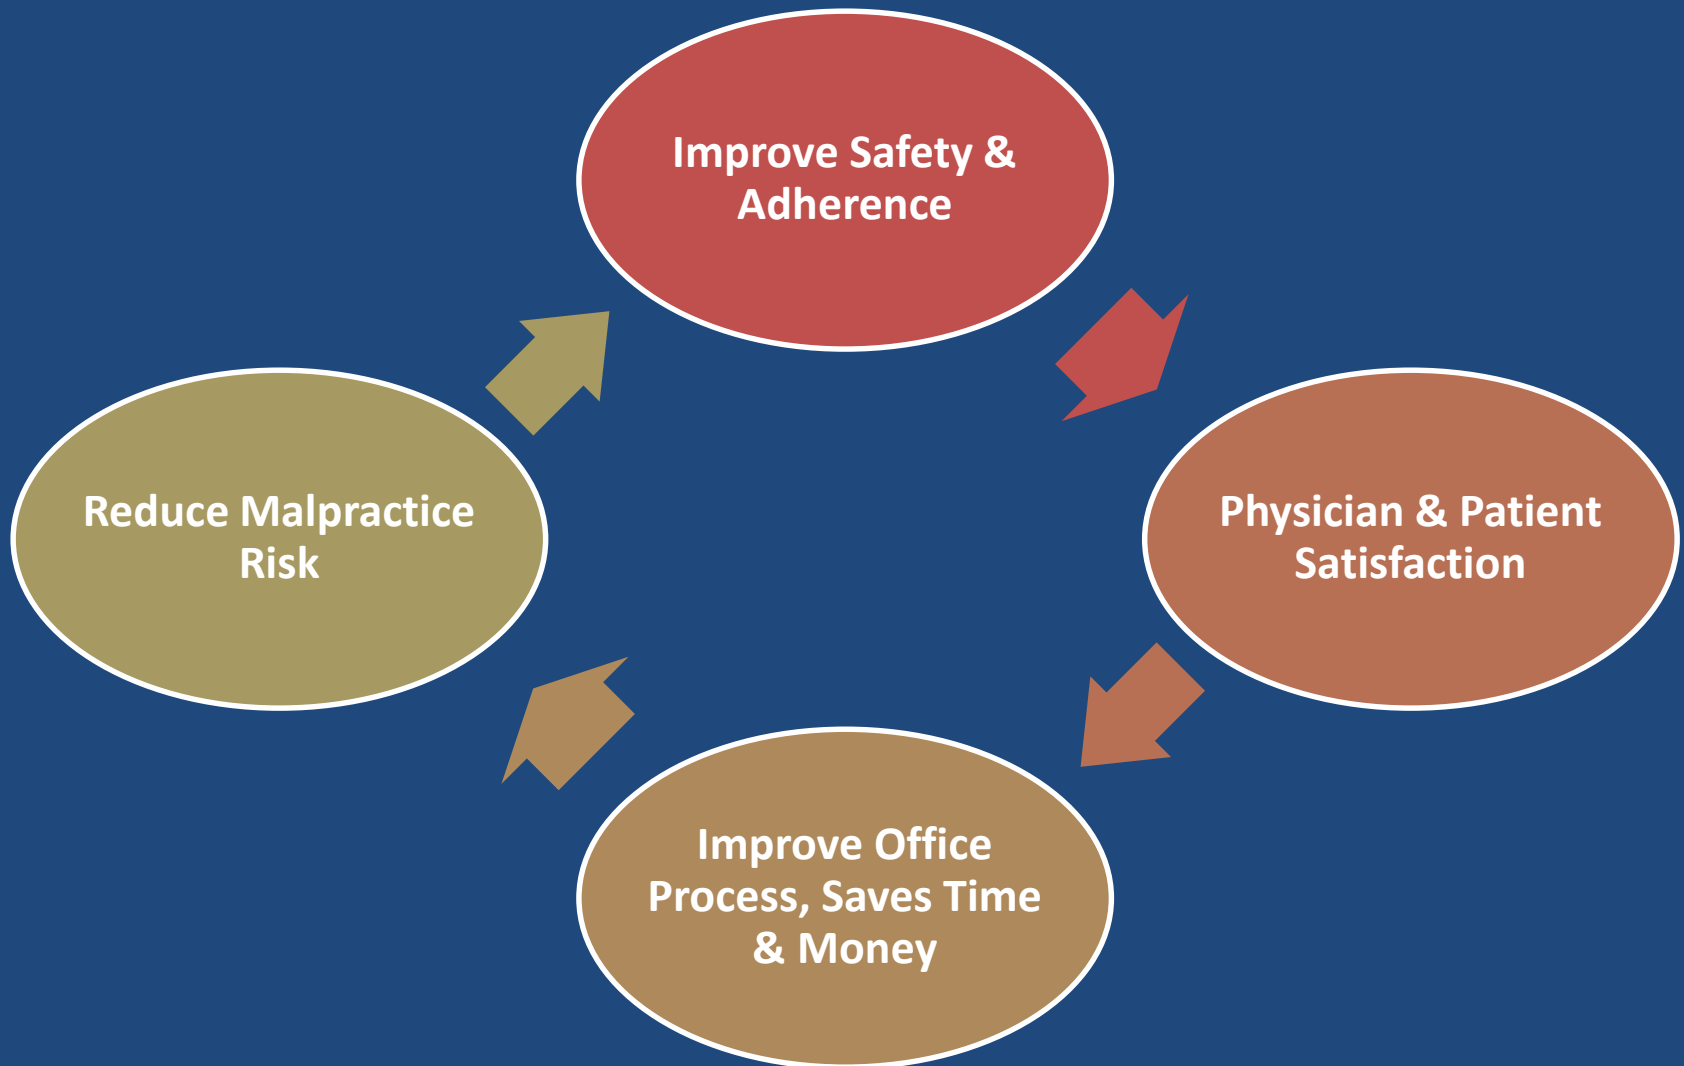 Improve Safety &
Adherence
Physician & Patient
Satisfaction
Improve Office
Process, Saves Time
& Money
Reduce Malpractice
Risk